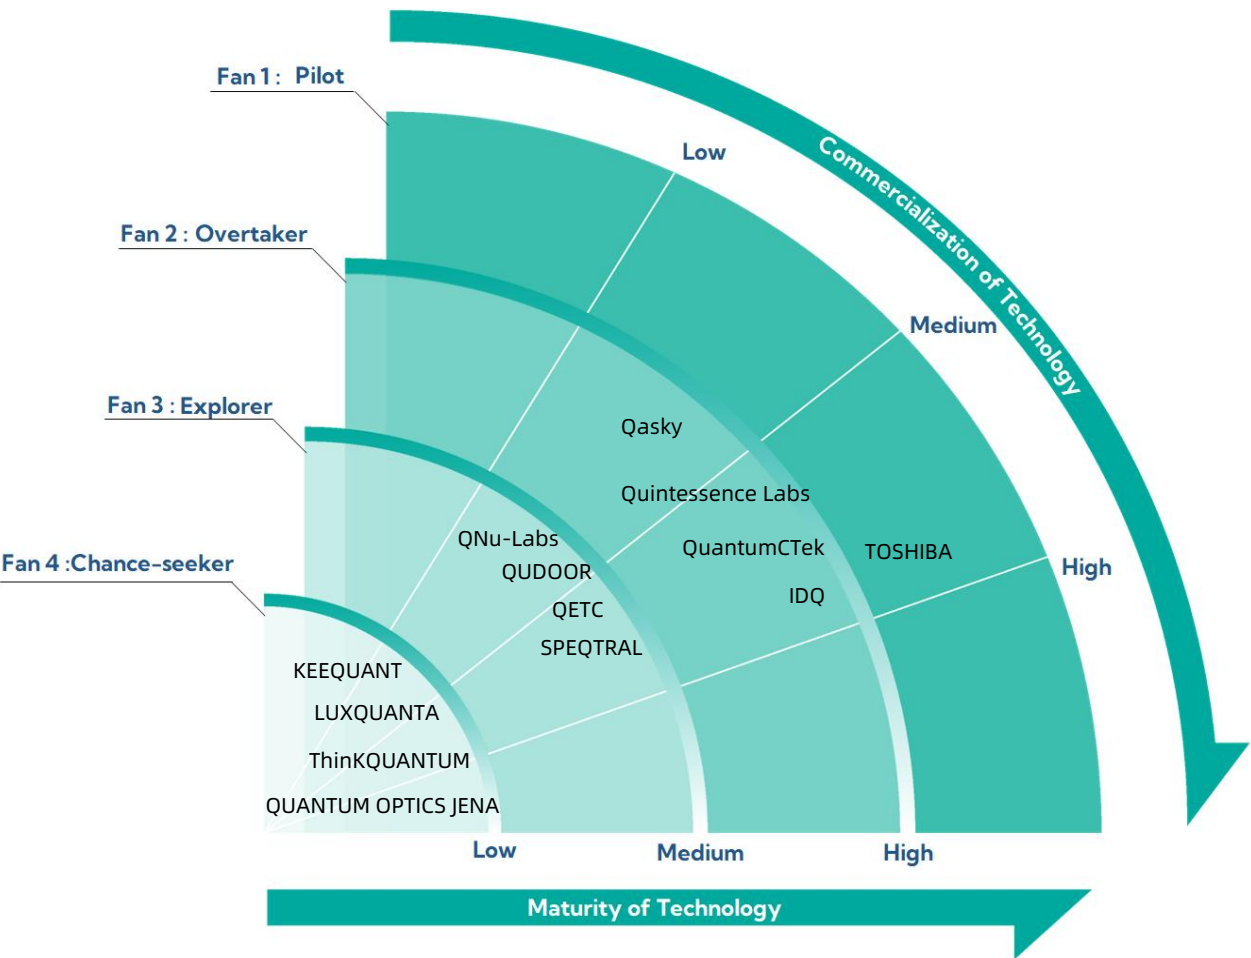 Fan 1 : Pilot
Low
Commercialization of Technology
Fan 2 : Overtaker
Medium
Fan 3 : Explorer
Qasky
Quintessence Labs
QNu-Labs
QuantumCTek
TOSHIBA
Fan 4 :Chance-seeker
QUDOOR
High
IDQ
QETC
SPEQTRAL
KEEQUANT
LUXQUANTA
ThinKQUANTUM
QUANTUM OPTICS JENA
Low
Medium
High
Maturity of Technology